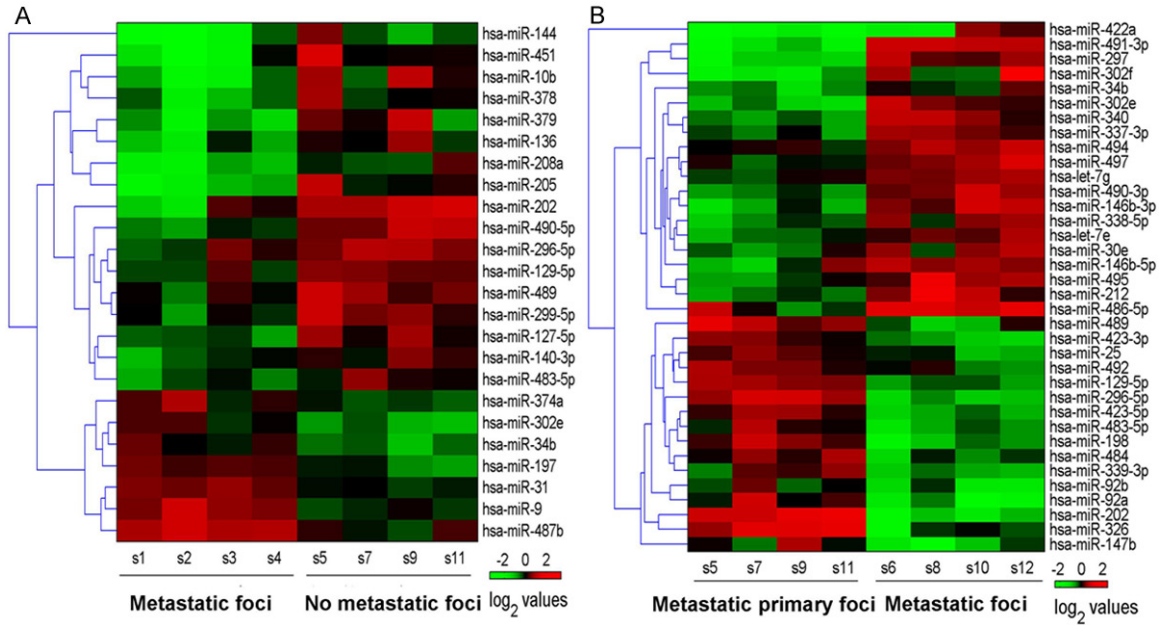 A
hsa-miR-144
hsa-miR-451
hsa-miR-10b
hsa-miR-378
hsa-miR-379
hsa-miR-136
hsa-miR-208a
hsa-miR-205
hsa-miR-202
hsa-miR-490-5p
hsa-miR-296-5p
hsa-miR-129-5p
hsa-miR-489
hsa-miR-299-5p
hsa-miR-127-5p
hsa-miR-140-3p
hsa-miR-483-5p
hsa-miR-374a
hsa-miR-302e
hsa-miR-34b
hsa-miR-197
hsa-miR-31
hsa-miR-9
hsa-miR-487b
s1 s2 s3 s4 s5 s7 s9 s11
-2 0 2
log2 values
Metastatic foci No metastatic foci
B
hsa-miR-422a
hsa-miR-491-3p
hsa-miR-297
hsa-miR-302f
hsa-miR-34b
hsa-miR-302e
hsa-miR-340
hsa-miR-337-3p
hsa-miR-494
hsa-miR-497
hsa-let-7g
hsa-miR-490-3p
hsa-miR-146b-3p
hsa-miR-338-5p
hsa-let-7e
hsa-miR-30e
hsa-miR-146b-5p
hsa-miR-495
hsa-miR-212
hsa-miR-486-5p
hsa-miR-489
hsa-miR-423-3p
hsa-miR-25
hsa-miR-492
hsa-miR-129-5p
hsa-miR-296-5p
hsa-miR-423-5p
hsa-miR-483-5p
hsa-miR-198
hsa-miR-484
hsa-miR-339-3p
hsa-miR-92b
hsa-miR-92a
hsa-miR-202
hsa-miR-326
hsa-miR-147b
s5 s7 s9 s11 s6 s8 s10 s12
-2 0 2
log2 values
Metastatic primary foci Metastatic foci